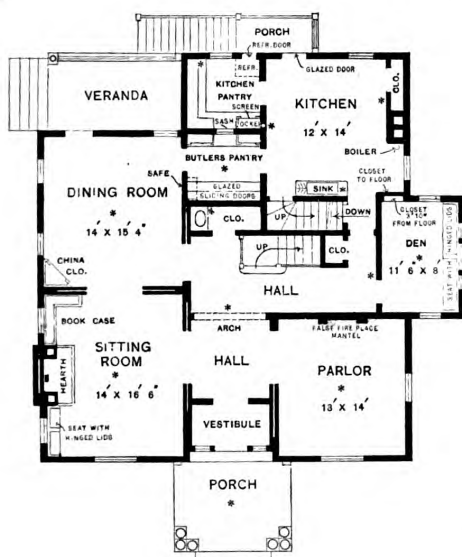 PORCH
REFR. DOOR
REFR.
GLAZED DOOR
CLO.
KITCHEN
PANTRY
SCREEN
VERANDA
KITCHEN
12' X 14'
SASH
LOCKER
BOILER
BUTLERS PANTRY
CLOSET
TO FLOOR
SAFE
GLAZED
SLIDING DOORS
SINK
DINING ROOM
14' X 15' 4"
CLO.
UP
DOWN
CLOSET
3' 10"
FROM FLOOR
DEN
11' 6" X 8'
SEAT WITH
HINGED LIDS
UP
CLO.
CHINA
CLO.
HALL
BOOK CASE
ARCH
FALSE FIRE PLACE
MANTEL
SITTING
ROOM
14' X 16' 6"
HEARTH
HALL
PARLOR
13' X 14'
SEAT WITH
HINGED LIDS
VESTIBULE
PORCH